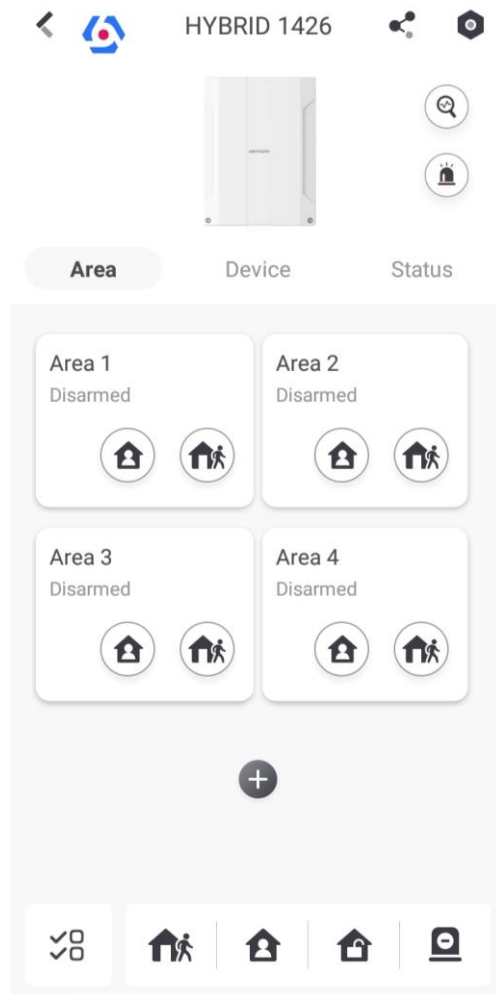 HYBRID 1426
Area Device Status
Area 1
Disarmed
Area 2
Disarmed
Area 3
Disarmed
Area 4
Disarmed